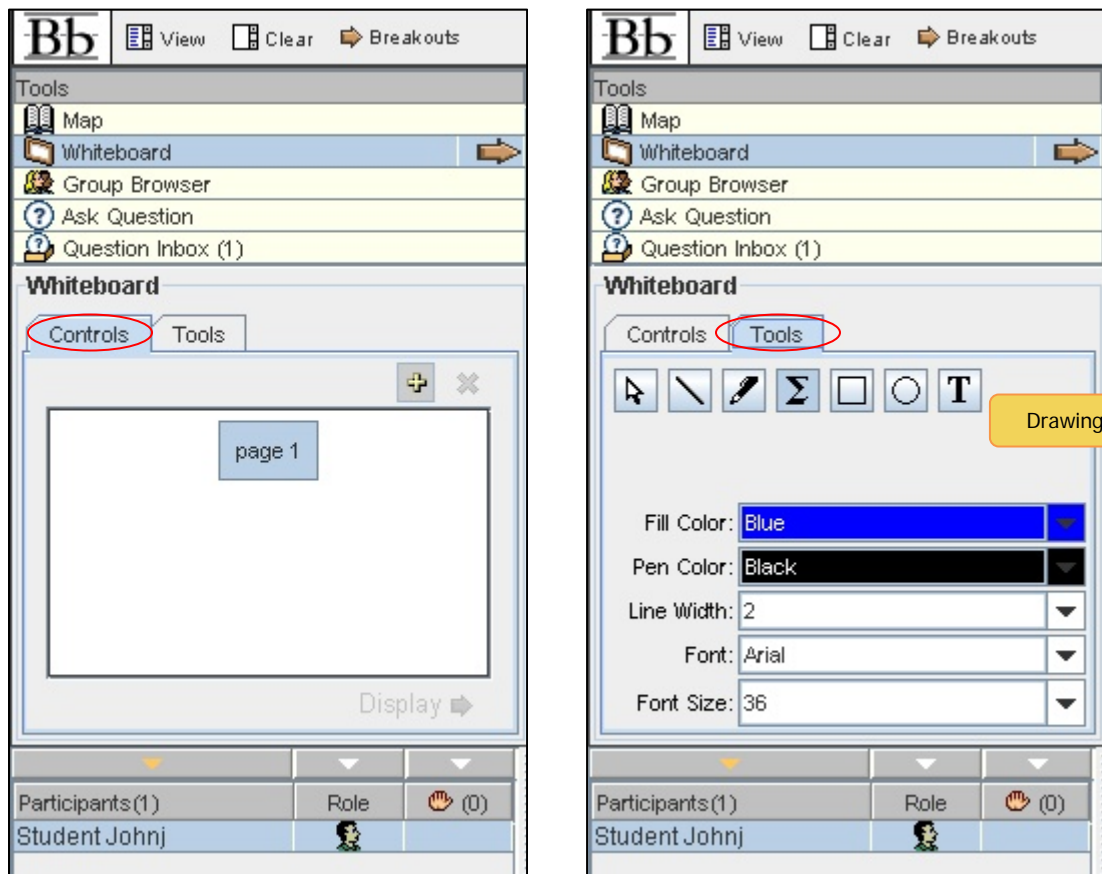 Bb View Clear Breakouts
Tools
Map
Whiteboard
Group Browser
? Ask Question
? Question Inbox (1)
Whiteboard
Controls Tools
page 1
Display
Participants(1) Role (0)
Student Johnj
Bb View Clear Breakouts
Tools
Map
Whiteboard
Group Browser
? Ask Question
? Question Inbox (1)
Whiteboard
Controls Tools
Σ T
Drawing
Fill Color: Blue
Pen Color: Black
Line Width: 2
Font: Arial
Font Size: 36
Participants(1) Role (0)
Student Johnj